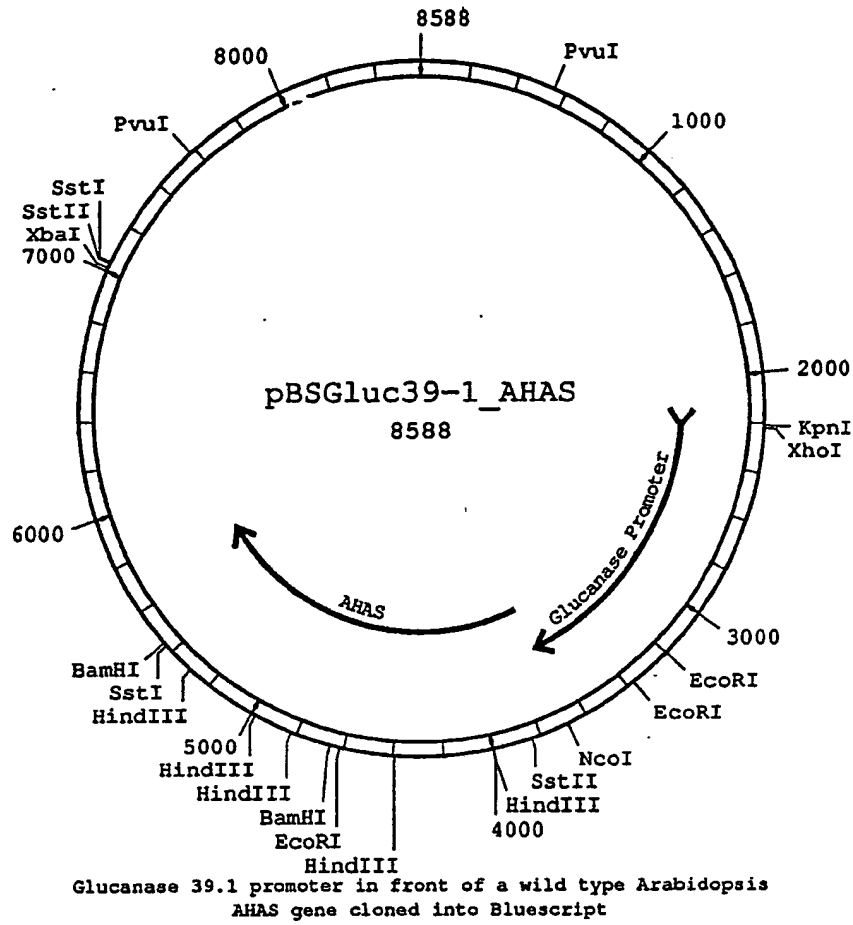 8588
PvuI
1000
2000
KpnI
XhoI
3000
EcoRI
EcoRI
NcoI
SstII
HindIII
4000
HindIII
EcoRI
BamHI
HindIII
HindIII
5000
HindIII
SstI
BamHI
6000
7000
XbaI
SstII
SstI
PvuI
8000
pBSGluc39-1_AHAS
8588
Glucanase Promoter
AHAS
Glucanase 39.1 promoter in front of a wild type Arabidopsis
AHAS gene cloned into Bluescript